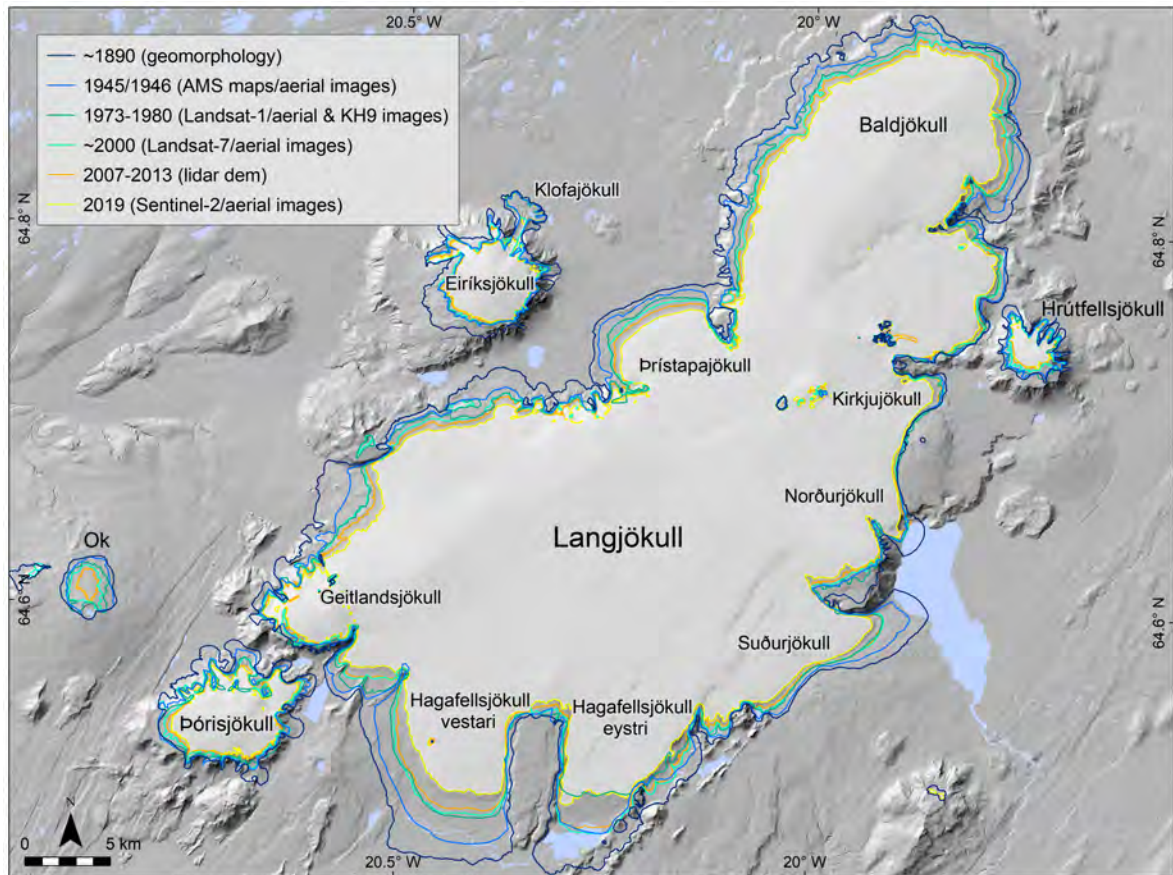 20.5° W
20° W
~1890 (geomorphology)
1945/1946 (AMS maps/aerial images)
1973-1980 (Landsat-1/aerial & KH9 images)
~2000 (Landsat-7/aerial images)
2007-2013 (lidar dem)
2019 (Sentinel-2/aerial images)
64.8° N
64.8° N
Baldjökull
Klofajökull
Eiríksjökull
Hrútfellsjökull
Þrístapajökull
Kirkjujökull
Norðurjökull
Langjökull
Ok
64.6° N
64.6° N
Geitlandsjökull
Suðurjökull
Þórisjökull
Hagafellsjökull
vestari
Hagafellsjökull
eystri
N
0
5 km
20.5° W
20° W